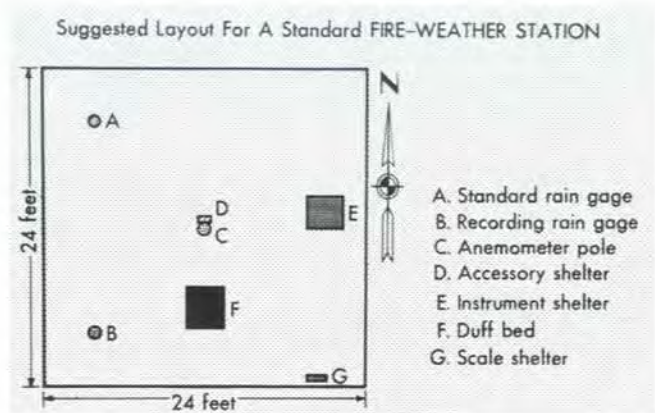 Suggested Layout For A Standard FIRE-WEATHER STATION
N
A
D
C
E
F
B
G
24 feet
24 feet
A. Standard rain gage
B. Recording rain gage
C. Anemometer pole
D. Accessory shelter
E. Instrument shelter
F. Duff bed
G. Scale shelter